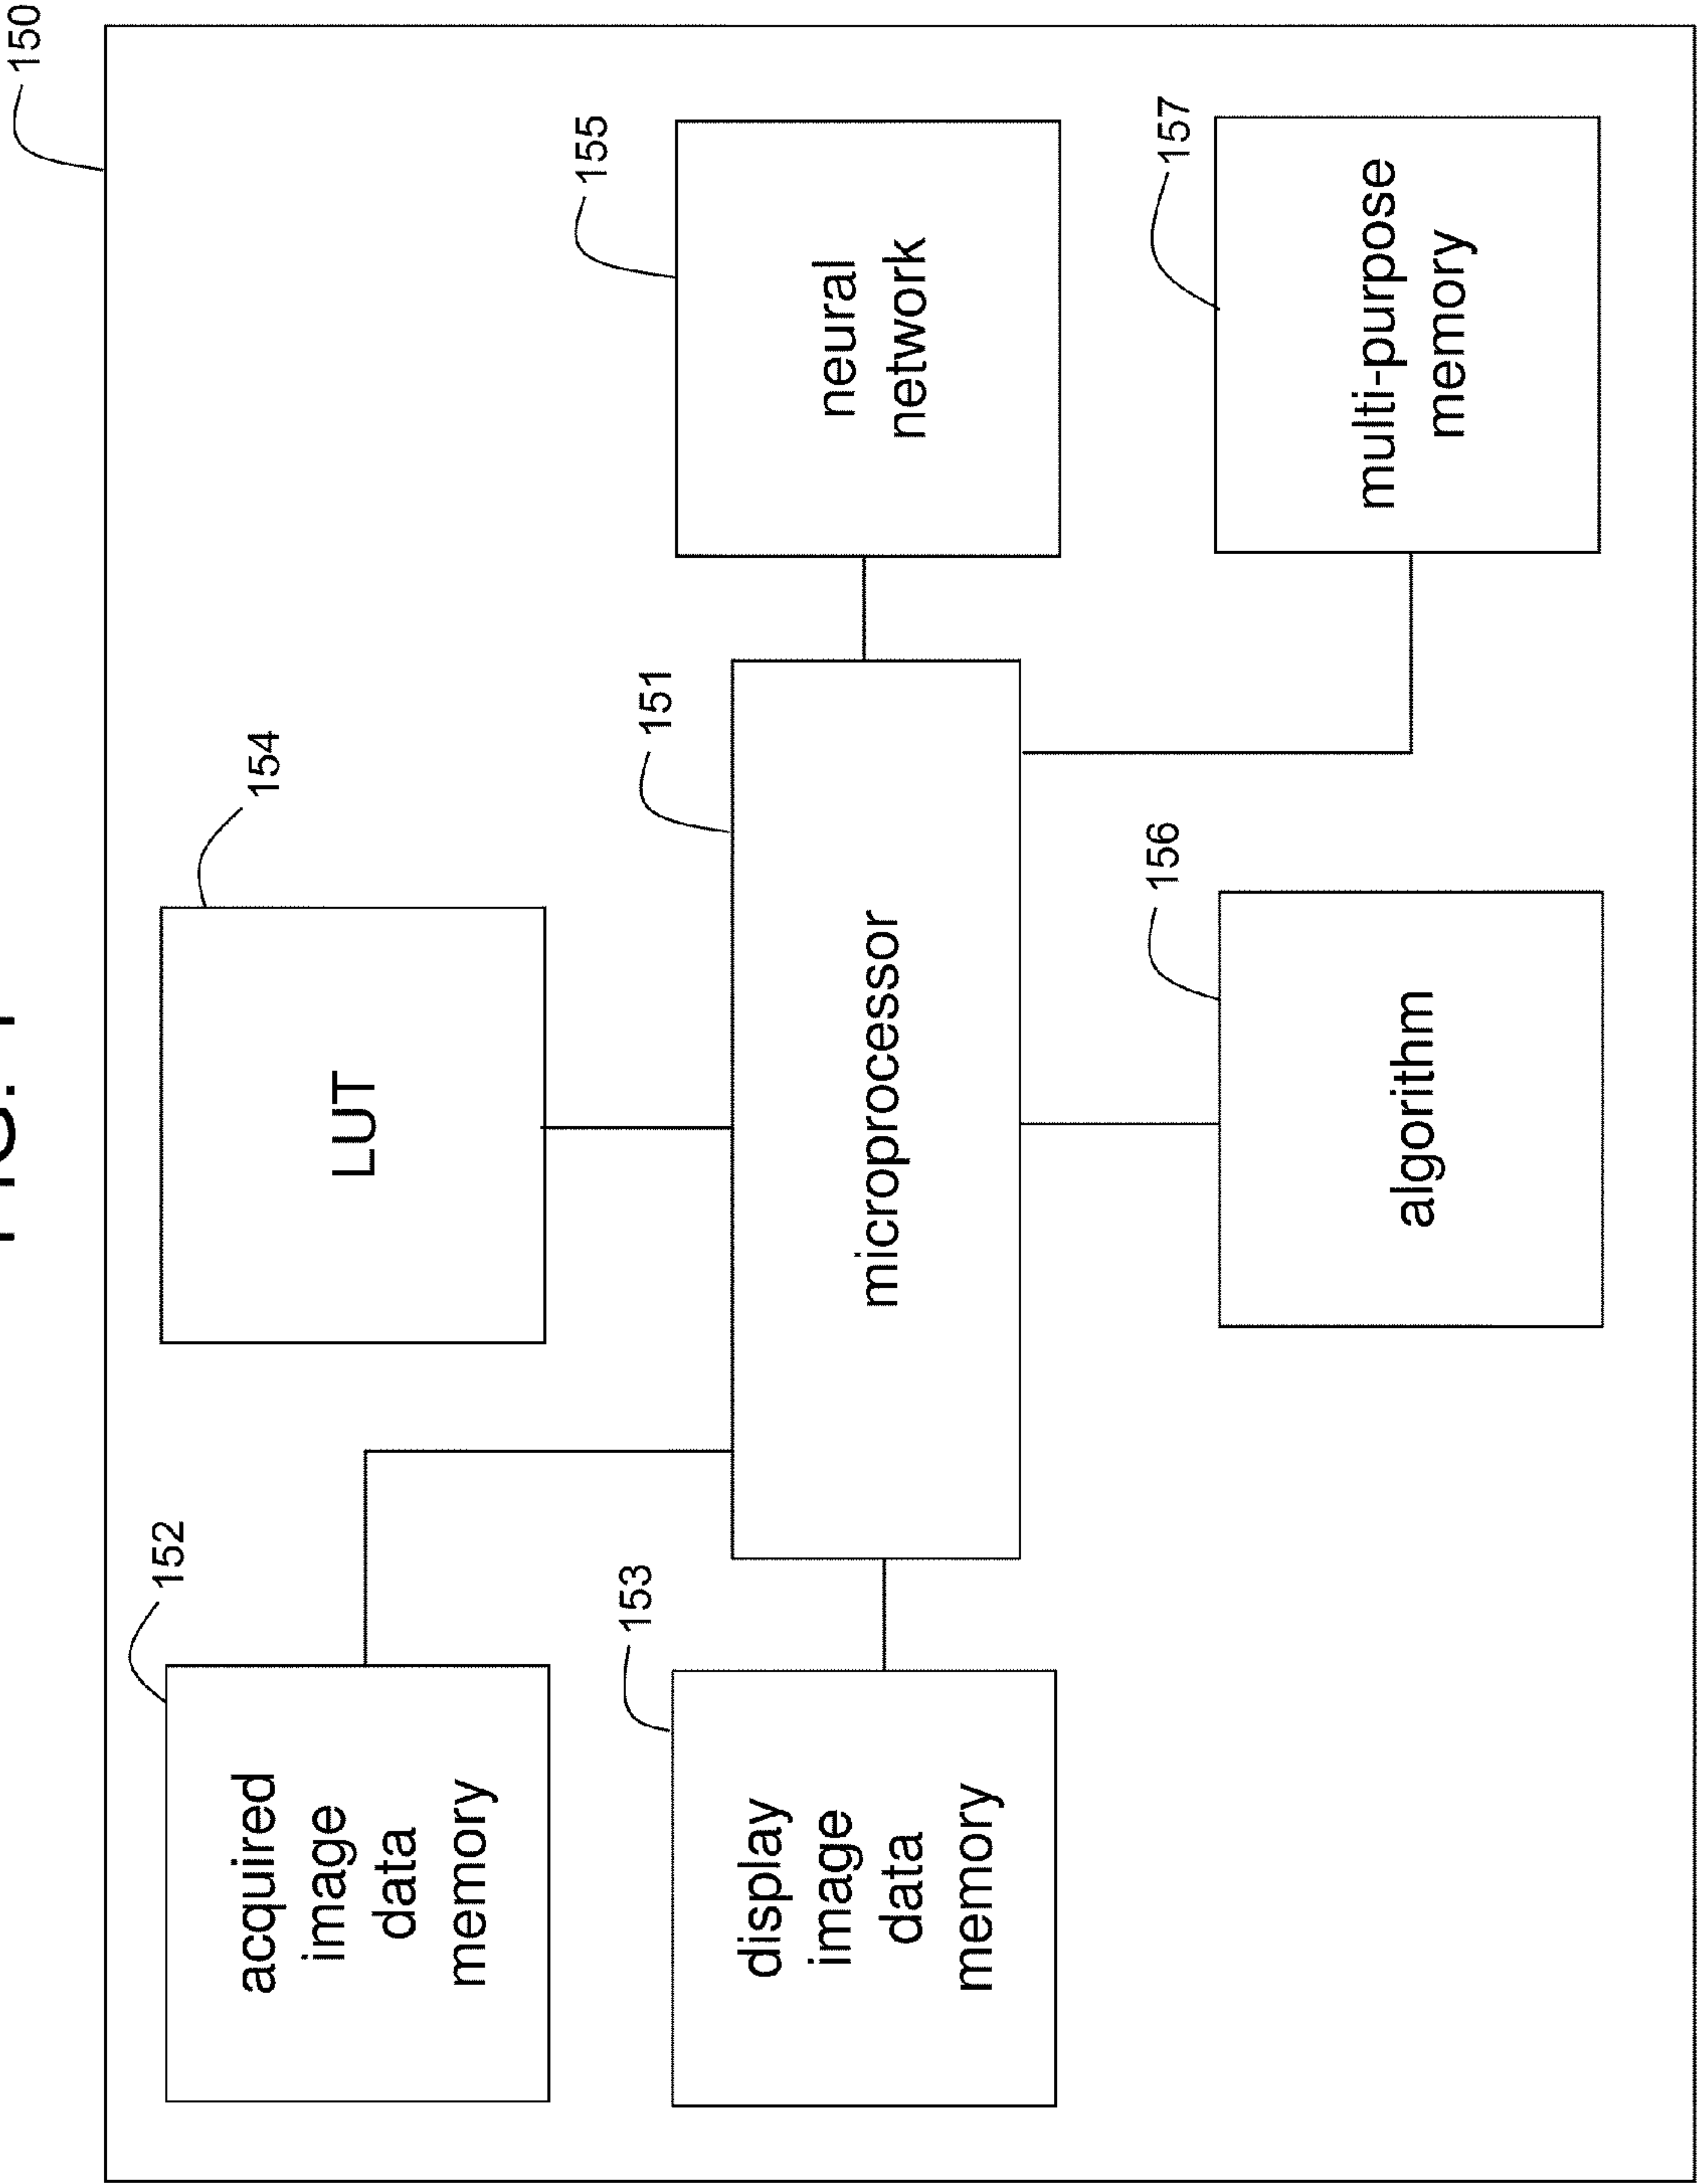 FIG.
150
152
acquired
image
data
memory
154
LUT
153
display
image
data
memory
151
microprocessor
155
neural
network
156
algorithm
157
multi-purpose
memory